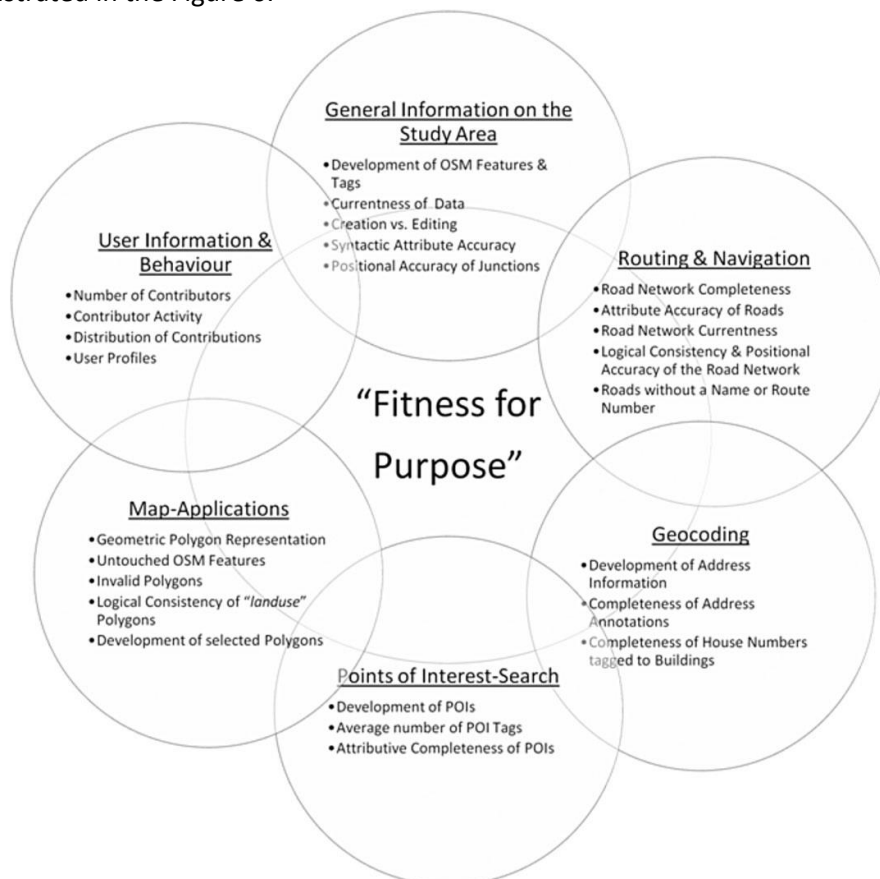 General Information on the
Study Area
•Development of OSM Features &
Tags
•Currentness of Data
•Creation vs. Editing
•Syntactic Attribute Accuracy
•Positional Accuracy of Junctions
User Information &
Behaviour
•Number of Contributors
•Contributor Activity
•Distribution of Contributions
•User Profiles
Routing & Navigation
•Road Network Completeness
•Attribute Accuracy of Roads
•Road Network Currentness
•Logical Consistency & Positional
Accuracy of the Road Network
•Roads without a Name or Route
Number
“Fitness for
Purpose”
Map-Applications
•Geometric Polygon Representation
•Untouched OSM Features
•Invalid Polygons
•Logical Consistency of “landuse”
Polygons
•Development of selected Polygons
Geocoding
•Development of Address
Information
•Completeness of Address
Annotations
•Completeness of House Numbers
tagged to Buildings
Points of Interest-Search
•Development of POIs
•Average number of POI Tags
•Attributive Completeness of POIs